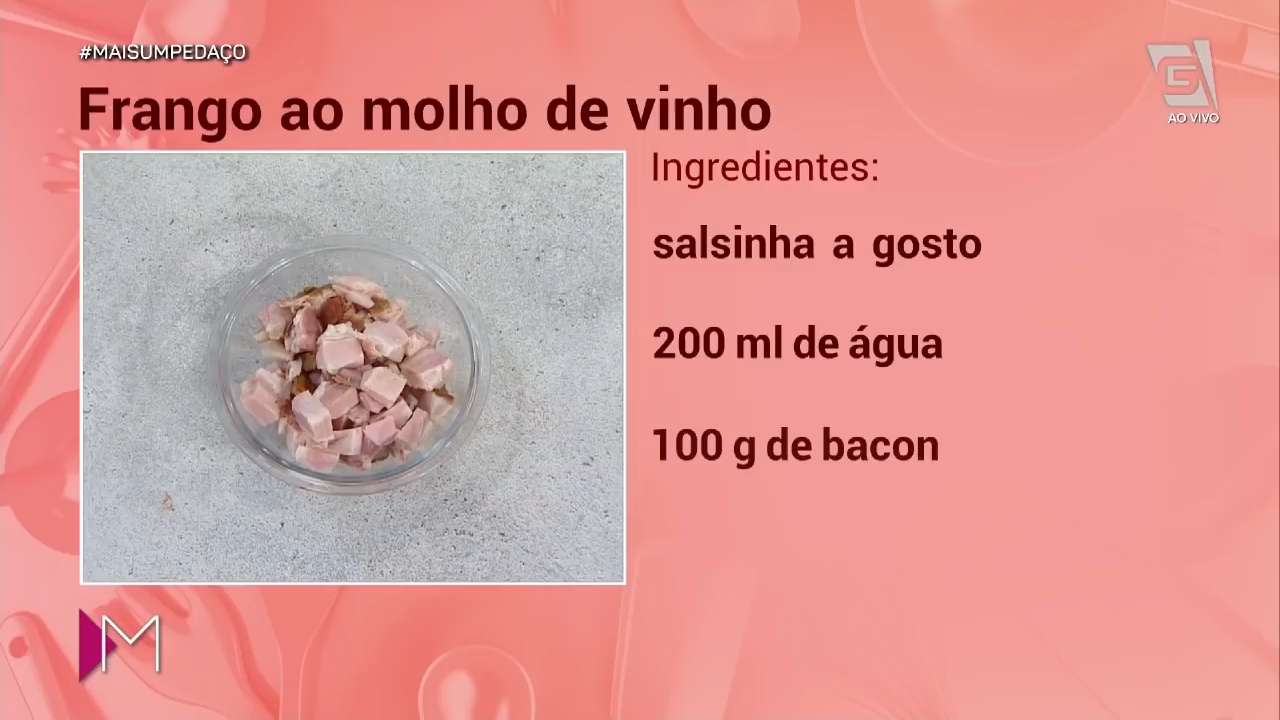 #MAISUMPEDAÇO
Frango ao molho de vinho
G
AO VIVO
Ingredientes:
salsinha a gosto
200 ml de água
100 g de bacon
M